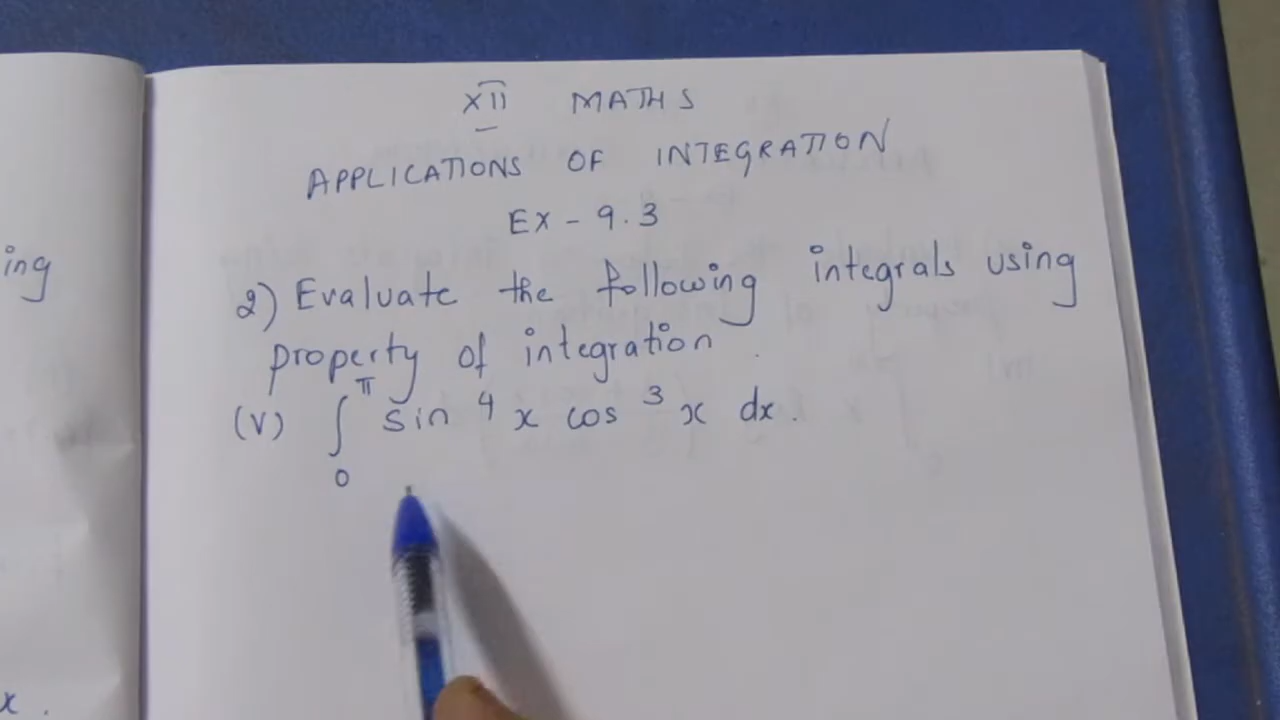 XII MATHS
APPLICATIONS OF INTEGRATION
EX - 9.3
ing
2) Evaluate the following integrals using
property of integration.
(V) ∫₀^π sin⁴x cos³x dx.
x.